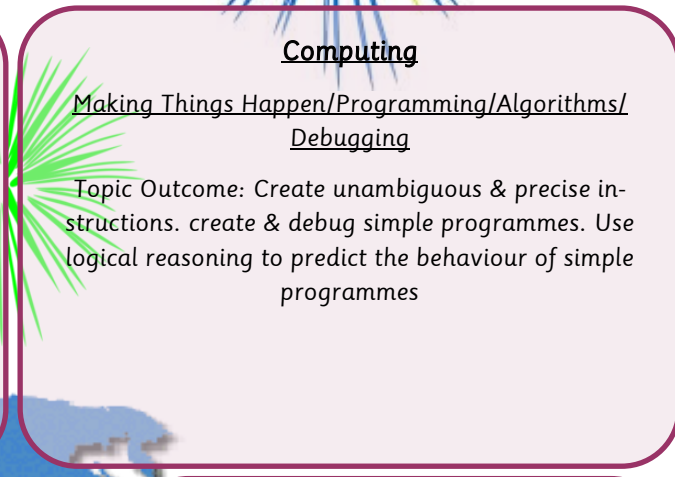 Computing
Making Things Happen/Programming/Algorithms/
Debugging
Topic Outcome: Create unambiguous & precise in-
structions. create & debug simple programmes. Use
logical reasoning to predict the behaviour of simple
programmes